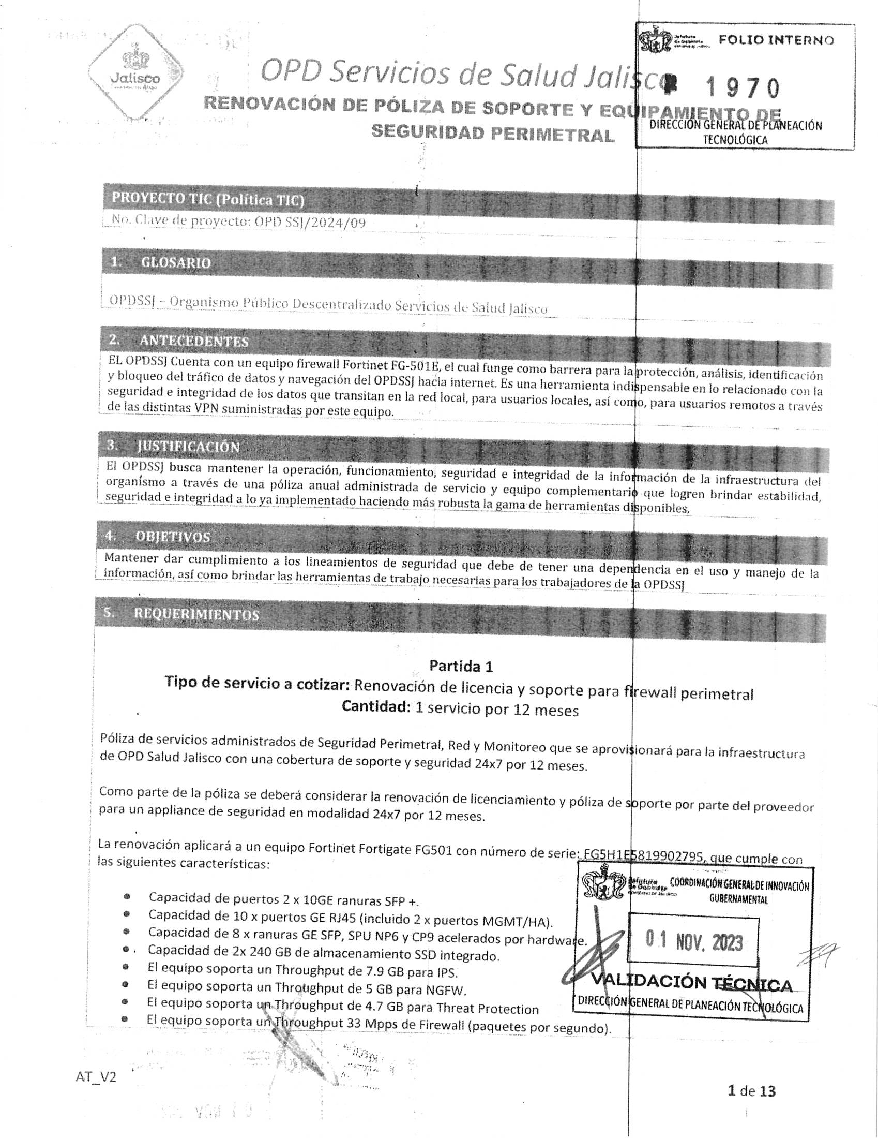 Jalisco
OPD Servicios de Salud Jalisco
RENOVACIÓN DE PÓLIZA DE SOPORTE Y EQUIPAMIENTO DE
SEGURIDAD PERIMETRAL
FOLIO INTERNO
1970
DIRECCIÓN GENERAL DE PLANEACIÓN
TECNOLÓGICA
PROYECTO TIC (Política TIC)
No. Clave de proyecto: OPD SSJ/2024/09
1. GLOSARIO
OPDSSJ – Organismo Público Descentralizado Servicios de Salud Jalisco
2. ANTECEDENTES
EL OPDSSJ Cuenta con un equipo firewall Fortinet FG-501E, el cual funge como barrera para la protección, análisis, identificación
y bloqueo del tráfico de datos y navegación del OPDSSJ hacia internet. Es una herramienta indispensable en lo relacionado con la
seguridad e integridad de los datos que transitan en la red local, para usuarios locales, así como, para usuarios remotos a través
de las distintas VPN suministradas por este equipo.
3. JUSTIFICACIÓN
El OPDSSJ busca mantener la operación, funcionamiento, seguridad e integridad de la información de la infraestructura del
organismo a través de una póliza anual administrada de servicio y equipo complementario que logren brindar estabilidad,
seguridad e integridad a lo ya implementado haciendo más robusta la gama de herramientas disponibles.
4. OBJETIVOS
Mantener dar cumplimiento a los lineamientos de seguridad que debe de tener una dependencia en el uso y manejo de la
información, así como brindar las herramientas de trabajo necesarias para los trabajadores de la OPDSSJ
5. REQUERIMIENTOS
Partida 1
Tipo de servicio a cotizar: Renovación de licencia y soporte para firewall perimetral
Cantidad: 1 servicio por 12 meses
Póliza de servicios administrados de Seguridad Perimetral, Red y Monitoreo que se aprovisionará para la infraestructura
de OPD Salud Jalisco con una cobertura de soporte y seguridad 24x7 por 12 meses.
Como parte de la póliza se deberá considerar la renovación de licenciamiento y póliza de soporte por parte del proveedor
para un appliance de seguridad en modalidad 24x7 por 12 meses.
La renovación aplicará a un equipo Fortinet Fortigate FG501 con número de serie: FG5H1E5819902795, que cumple con
las siguientes características:
• Capacidad de puertos 2 x 10GE ranuras SFP +.
• Capacidad de 10 x puertos GE RJ45 (incluido 2 x puertos MGMT/HA).
• Capacidad de 8 x ranuras GE SFP, SPU NP6 y CP9 acelerados por hardware.
• Capacidad de 2x 240 GB de almacenamiento SSD integrado.
• El equipo soporta un Throughput de 7.9 GB para IPS.
• El equipo soporta un Throughput de 5 GB para NGFW.
• El equipo soporta un Throughput de 4.7 GB para Threat Protection
• El equipo soporta un Throughput 33 Mpps de Firewall (paquetes por segundo).
COORDINACIÓN GENERAL DE INNOVACIÓN
GUBERNAMENTAL
01 NOV. 2023
VALIDACIÓN TÉCNICA
DIRECCIÓN GENERAL DE PLANEACIÓN TECNOLÓGICA
AT_V2
1 de 13